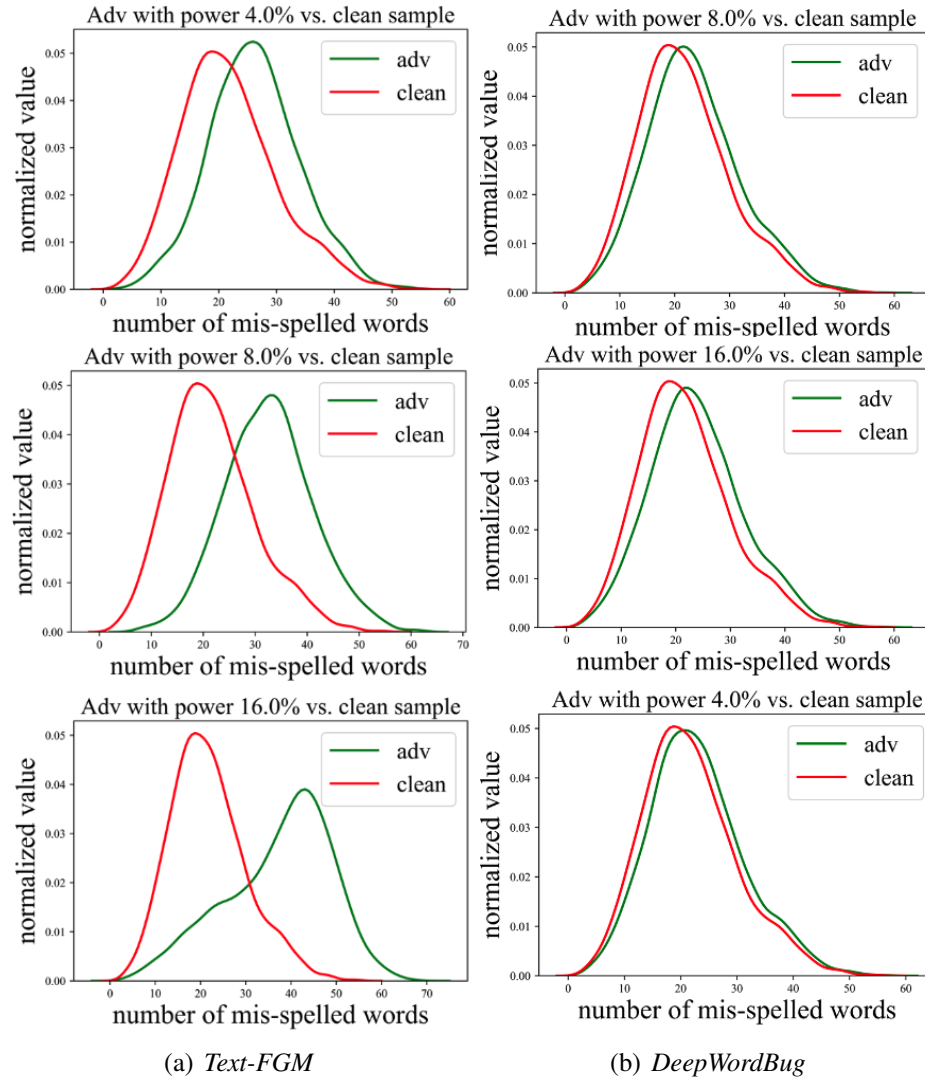 Adv with power 4.0% vs. clean sample
0.05
0.04
0.03
0.02
0.01
0.00
normalized value
adv
clean
0 10 20 30 40 50 60
number of mis-spelled words
Adv with power 8.0% vs. clean sample
0.05
0.04
0.03
0.02
0.01
0.00
normalized value
adv
clean
0 10 20 30 40 50 60 70
number of mis-spelled words
Adv with power 16.0% vs. clean sample
0.05
0.04
0.03
0.02
0.01
0.00
normalized value
adv
clean
0 10 20 30 40 50 60 70
number of mis-spelled words
(a) Text-FGM
Adv with power 8.0% vs. clean sample
0.05
0.04
0.03
0.02
0.01
0.00
normalized value
adv
clean
0 10 20 30 40 50 60
number of mis-spelled words
Adv with power 16.0% vs. clean sample
0.05
0.04
0.03
0.02
0.01
0.00
normalized value
adv
clean
0 10 20 30 40 50 60
number of mis-spelled words
Adv with power 4.0% vs. clean sample
0.05
0.04
0.03
0.02
0.01
0.00
normalized value
adv
clean
0 10 20 30 40 50 60
number of mis-spelled words
(b) DeepWordBug